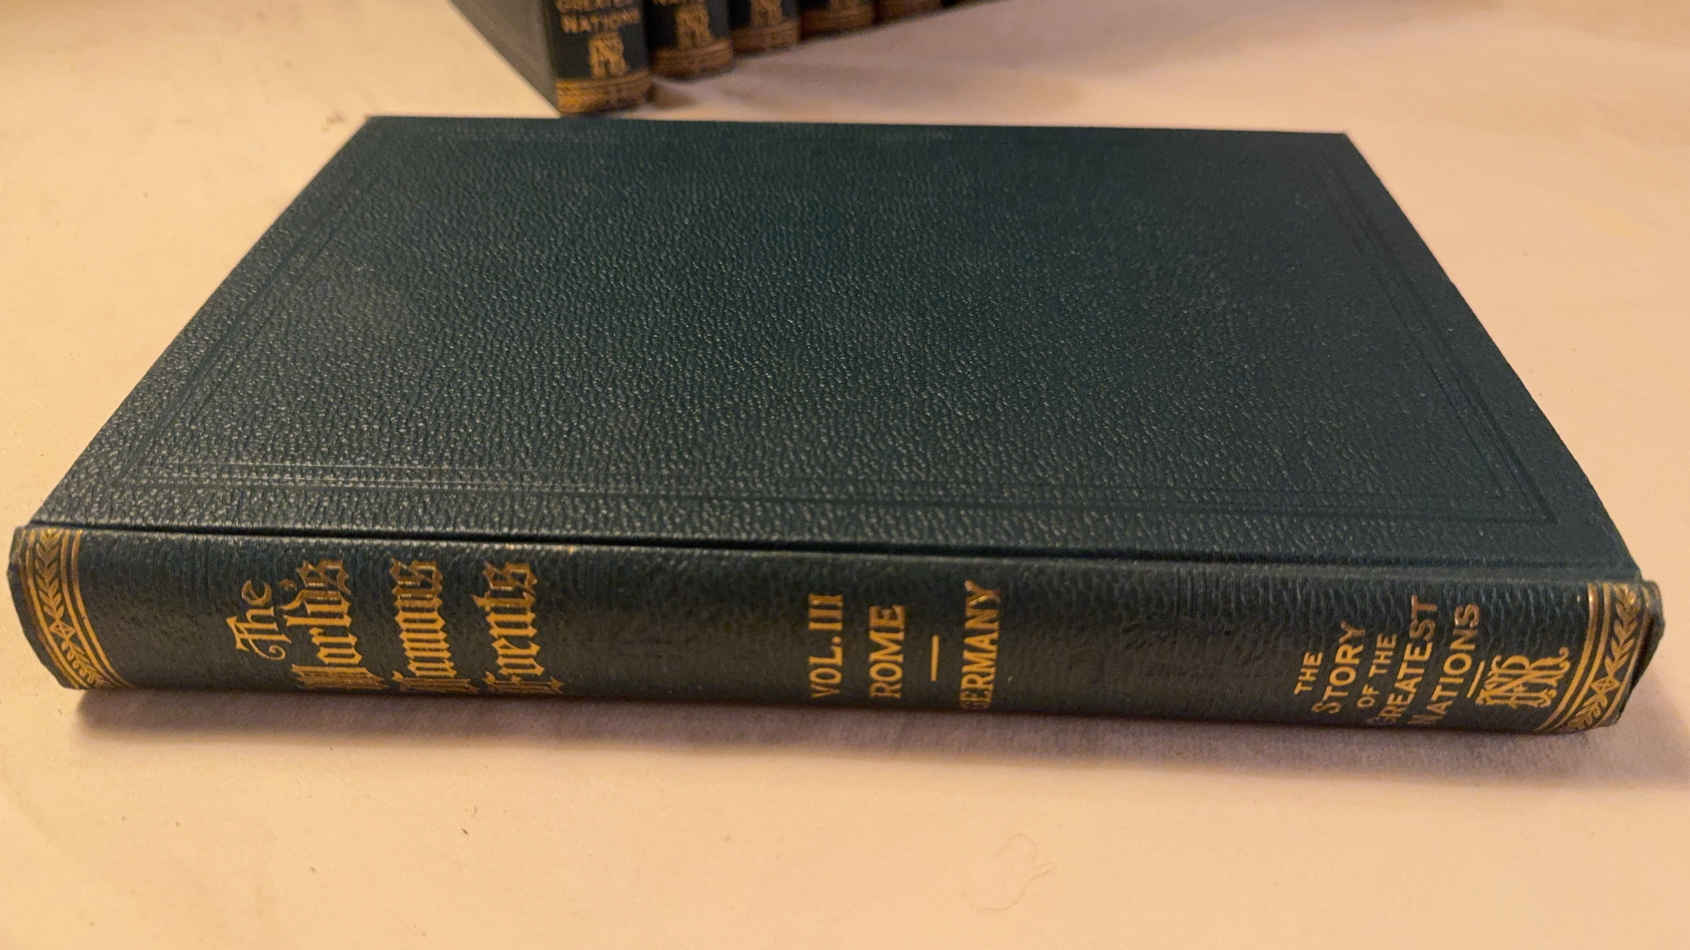 GREATEST
NATIONS
The
World's
Famous
Events
VOL. III
ROME
GERMANY
THE
STORY
OF THE
GREATEST
NATIONS